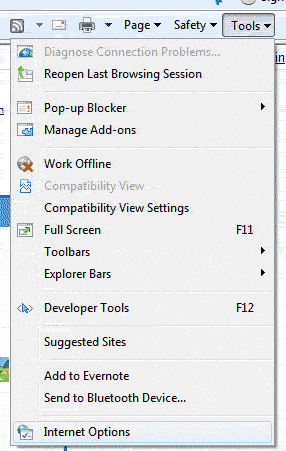 Page Safety Tools
Diagnose Connection Problems...
Reopen Last Browsing Session
Pop-up Blocker
Manage Add-ons
Work Offline
Compatibility View
Compatibility View Settings
Full Screen F11
Toolbars
Explorer Bars
Developer Tools F12
Suggested Sites
Add to Evernote
Send to Bluetooth Device...
Internet Options